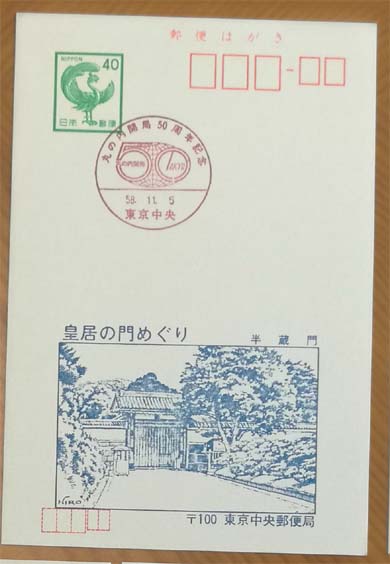 郵便はがき
NIPPON
40
日本郵便
丸の内開局50周年記念
50
58.11.5
東京中央
皇居の門めぐり
半蔵門
HIRO
〒100 東京中央郵便局